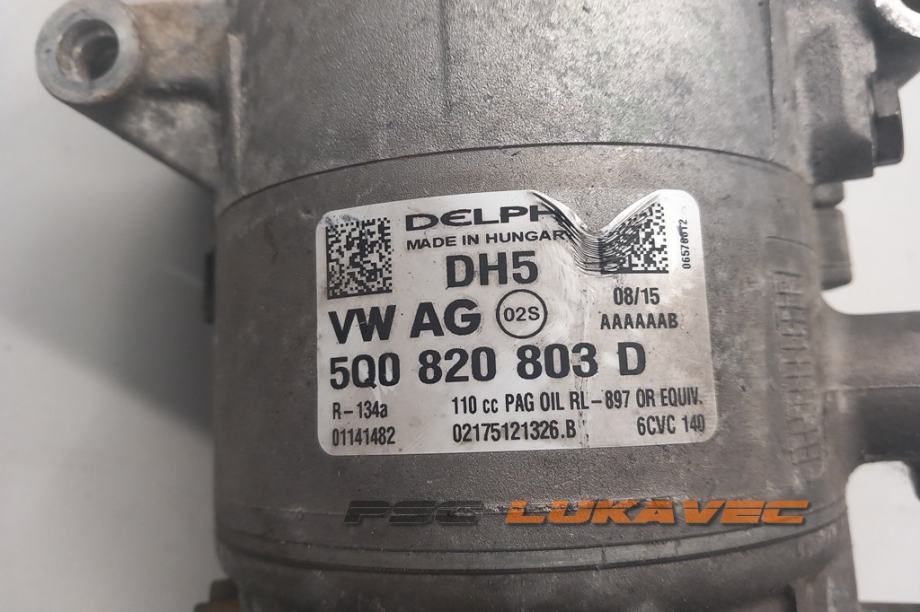 DELPH
MADE IN HUNGARY
DH5
VW AG 02S
08/15
AAAAAAB
5Q0 820 803 D
R-134a 110 cc PAG OIL RL-897 OR EQUIV.
01141482 02175121326.B 6CVC 140
PSC LUKAVEC